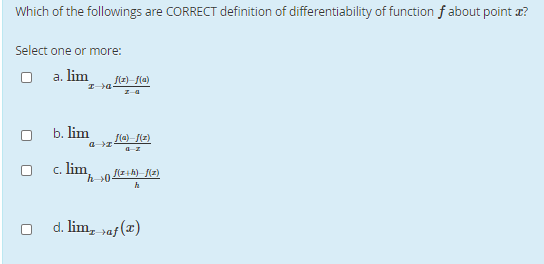 Which of the followings are CORRECT definition of differentiability of function f about point x?
Select one or more:
a. lim x→a f(x)−f(a) / x−a
b. lim a→x f(a)−f(x) / a−x
c. lim h→0 f(x+h)−f(x) / h
d. lim x→a f(x)